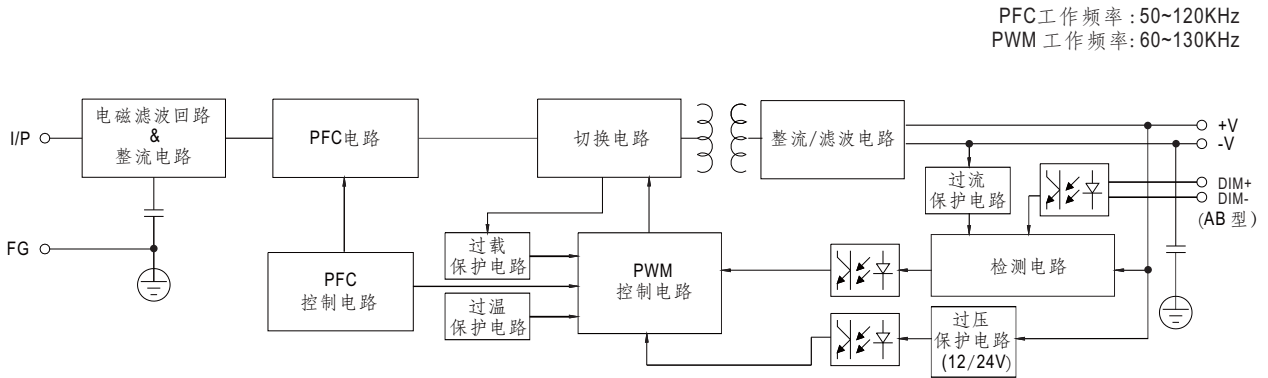 PFC工作频率:50~120KHz
PWM 工作频率:60~130KHz
I/P
电磁滤波回路
&
整流电路
PFC电路
切换电路
整流/滤波电路
+V
-V
过流
保护电路
DIM+
DIM-
(AB 型)
FG
过载
保护电路
PFC
控制电路
PWM
控制电路
检测电路
过温
保护电路
过压
保护电路
(12/24V)